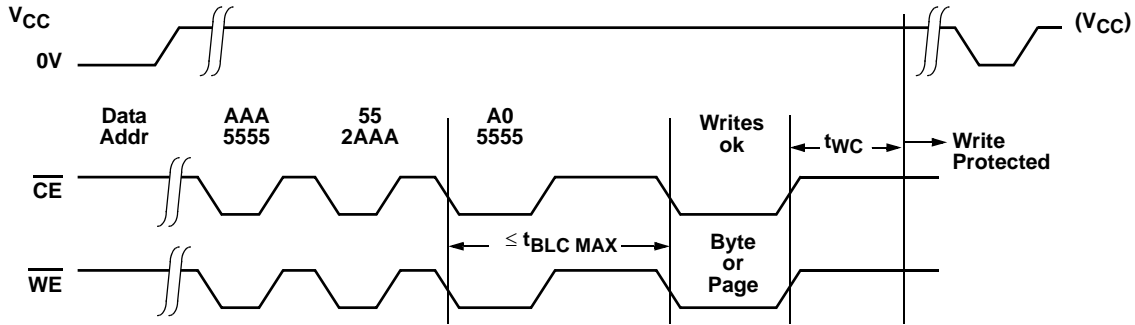 VCC
(VCC)
0V
Data AAA 55 A0 Writes
Addr 5555 2AAA 5555 ok
tWC
Write
Protected
CE
≤ tBLC MAX
Byte
or
Page
WE